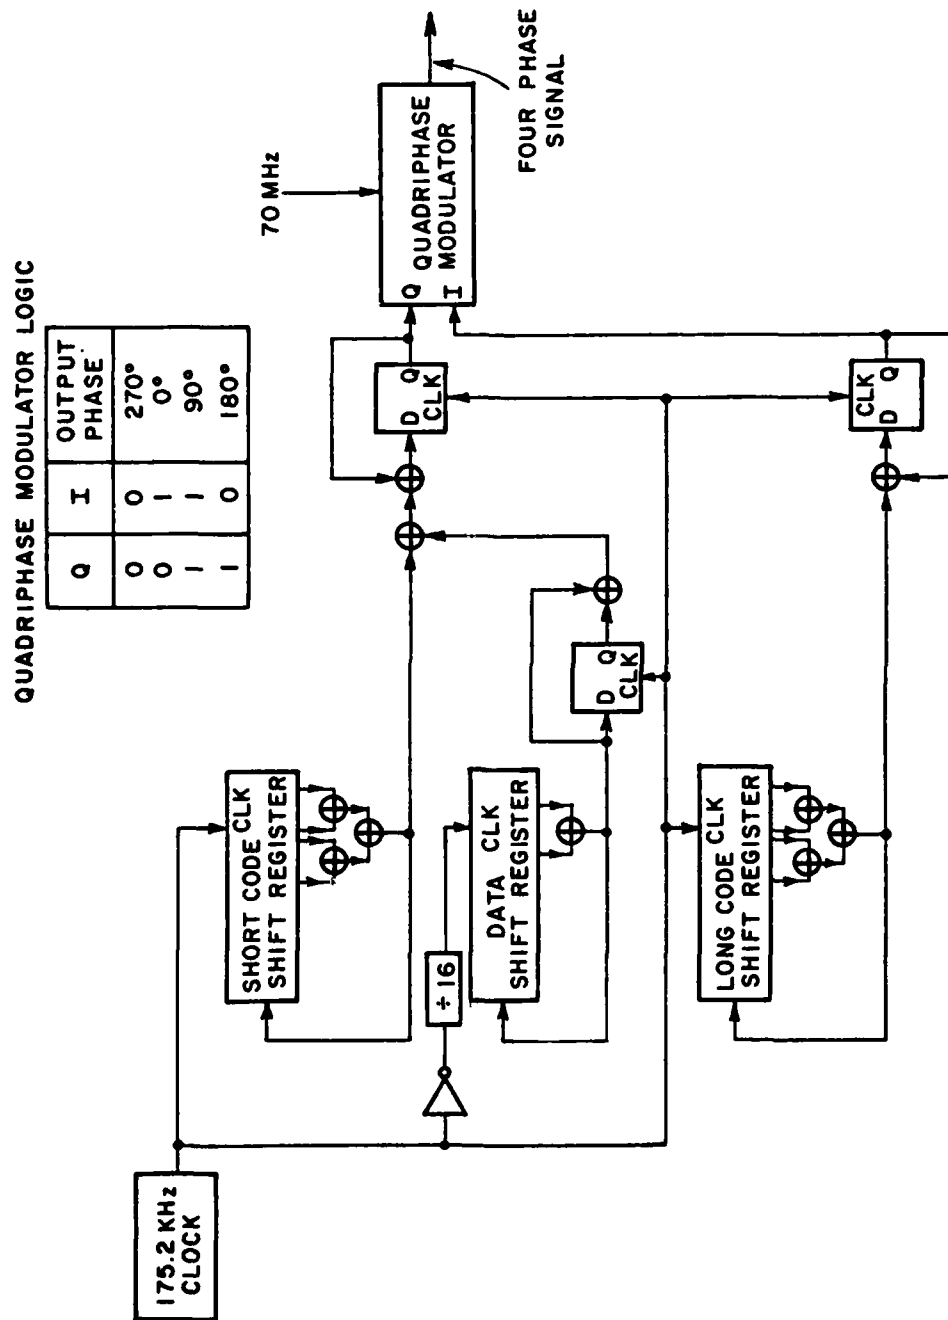 QUADRIPHASE MODULATOR LOGIC
Q I OUTPUT PHASE
0 0 270°
0 1 0°
1 1 90°
1 0 180°
175.2 KHz
CLOCK
SHORT CODE CLK
SHIFT REGISTER
÷16
DATA CLK
SHIFT REGISTER
LONG CODE CLK
SHIFT REGISTER
D Q
CLK
D Q
CLK
CLK
D Q
70 MHz
Q QUADRIPHASE
I MODULATOR
FOUR PHASE
SIGNAL